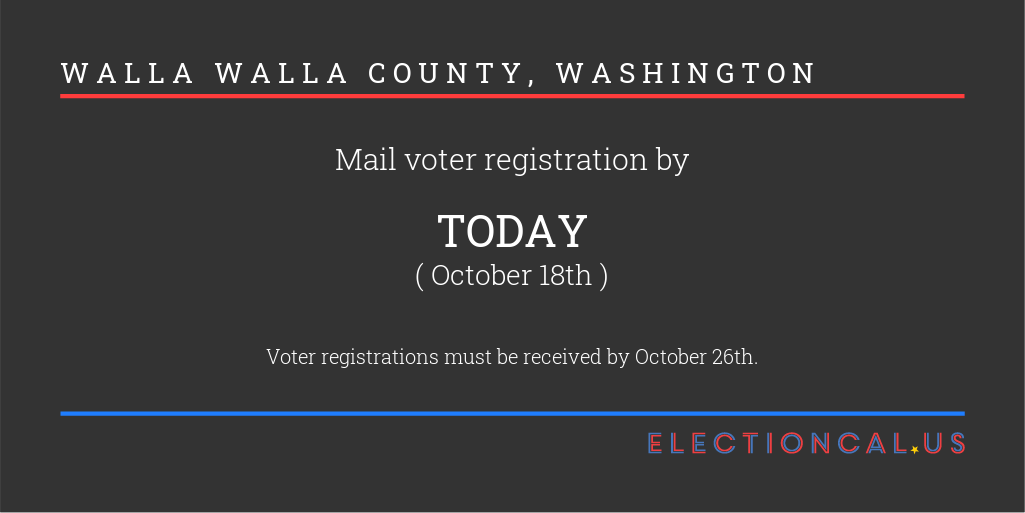 WALLA WALLA COUNTY, WASHINGTON
Mail voter registration by
TODAY
( October 18th )
Voter registrations must be received by October 26th.
ELECTIONCAL.US